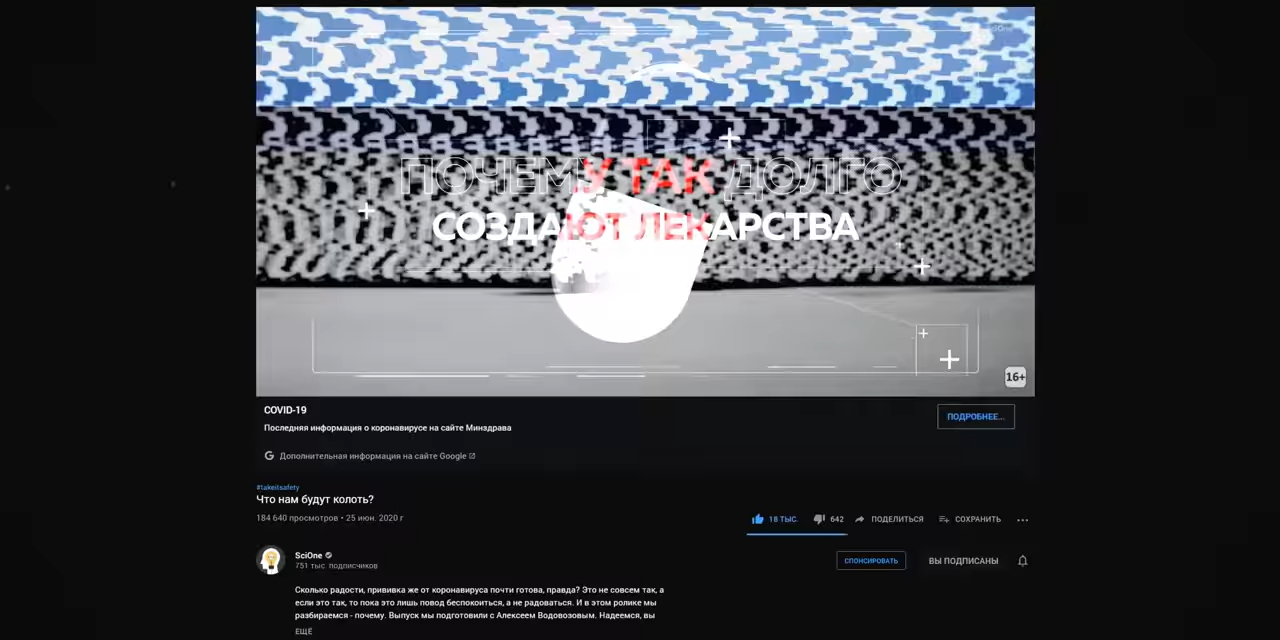 ПОЧЕМУ ТАК ДОЛГО
СОЗДАЮТ ЛЕКАРСТВА
16+
COVID-19
Последняя информация о коронавирусе на сайте Минздрава
ПОДРОБНЕЕ...
Дополнительная информация на сайте Google
#takeitsafety
Что нам будут колоть?
184 640 просмотров • 25 июн. 2020 г
18 ТЫС.
642
ПОДЕЛИТЬСЯ
СОХРАНИТЬ
SciOne
751 тыс. подписчиков
СПОНСИРОВАТЬ
ВЫ ПОДПИСАНЫ
Сколько радости, прививка же от коронавируса почти готова, правда? Это не совсем так, а
если это так, то пока это лишь повод беспокоиться, а не радоваться. И в этом ролике мы
разбираемся - почему. Выпуск мы подготовили с Алексеем Водовозовым. Надеемся, вы
ЕЩЁ